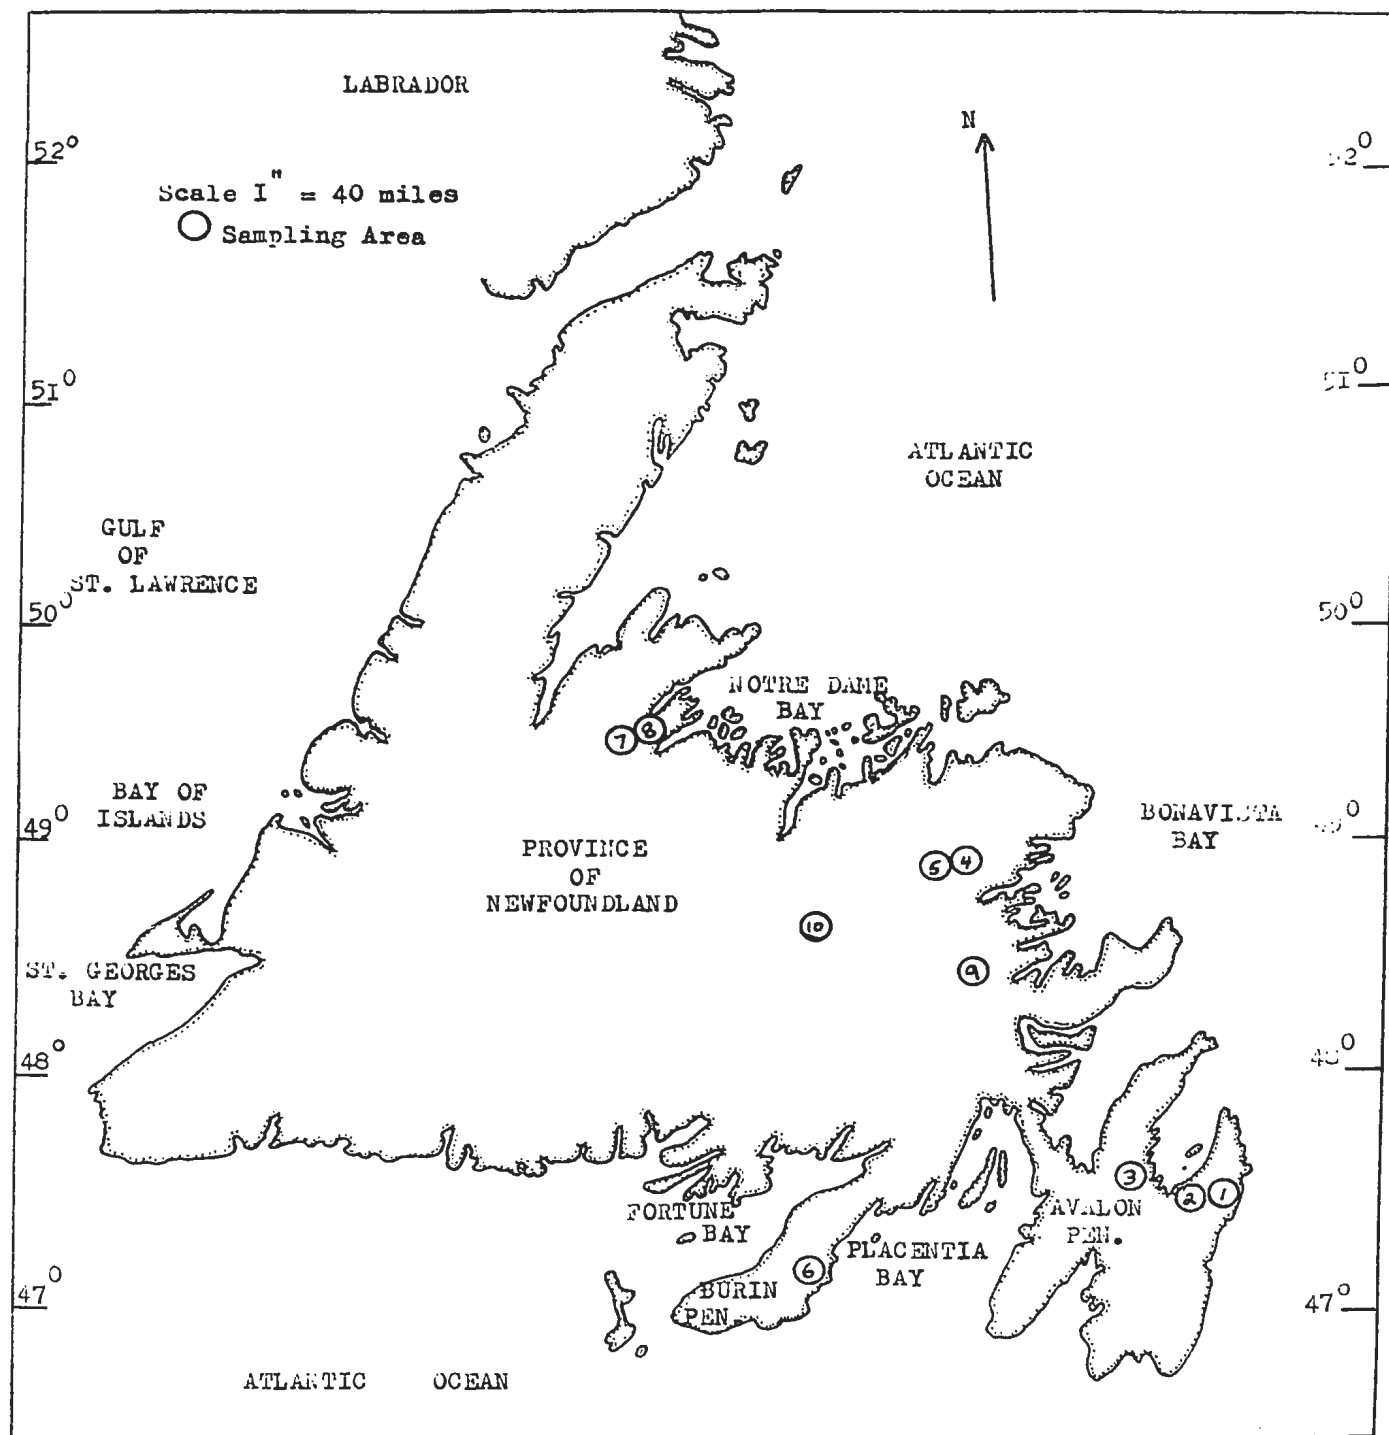 LABRADOR
N
52°
Scale I" = 40 miles
Sampling Area
51°
ATLANTIC
OCEAN
GULF
OF
ST. LAWRENCE
50°
50°
NOTRE DAME
BAY
8
7
BAY OF
ISLANDS
49°
BONAVISTA
BAY
PROVINCE
OF
NEWFOUNDLAND
5
4
10
9
ST. GEORGES
BAY
48°
48°
3
2
1
FORTUNE
BAY
AVALON
PEN.
PLACENTIA
BAY
6
BURIN
PEN.
47°
47°
ATLANTIC OCEAN